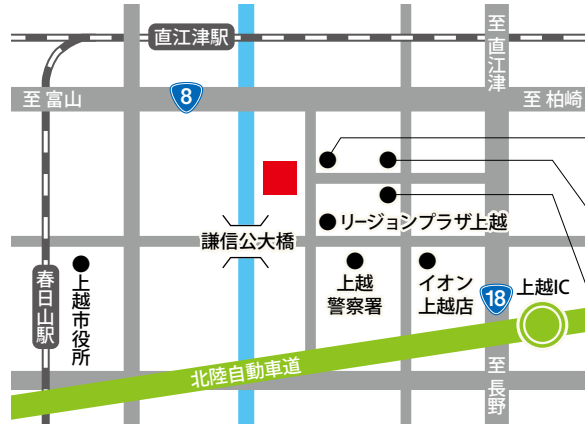 直江津駅
至 直江津
至 富山
8
至 柏崎
リージョンプラザ上越
謙信公大橋
上越
警察署
イオン
上越店
18
上越IC
春日山駅
上越市役所
北陸自動車道
至 長野